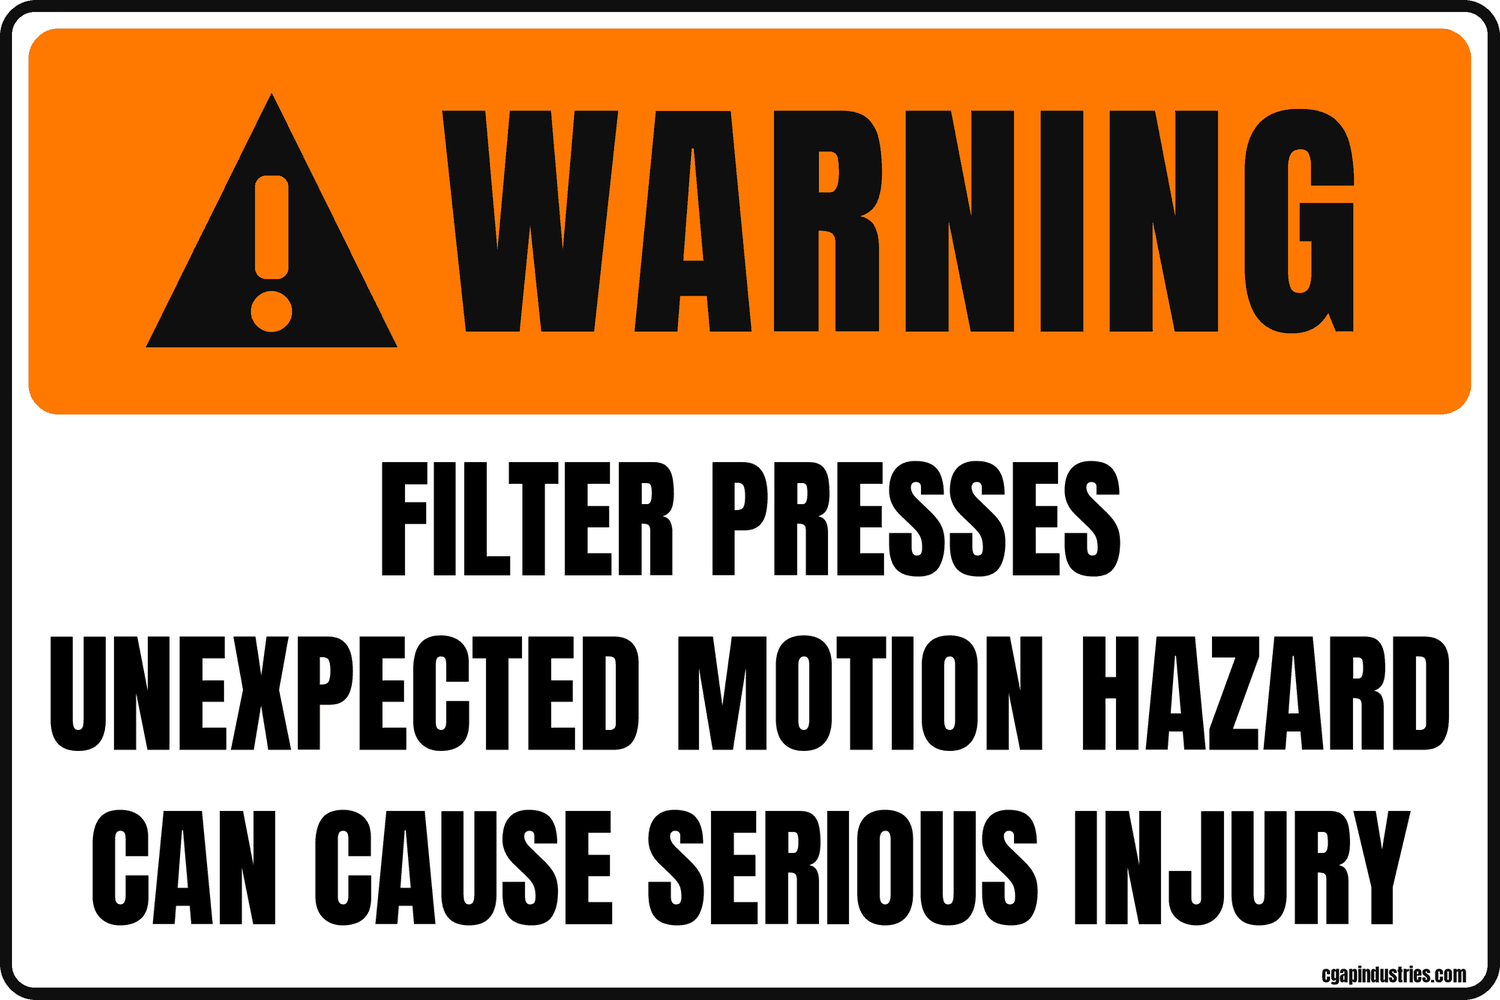 WARNING
FILTER PRESSES
UNEXPECTED MOTION HAZARD
CAN CAUSE SERIOUS INJURY
cgapindustries.com